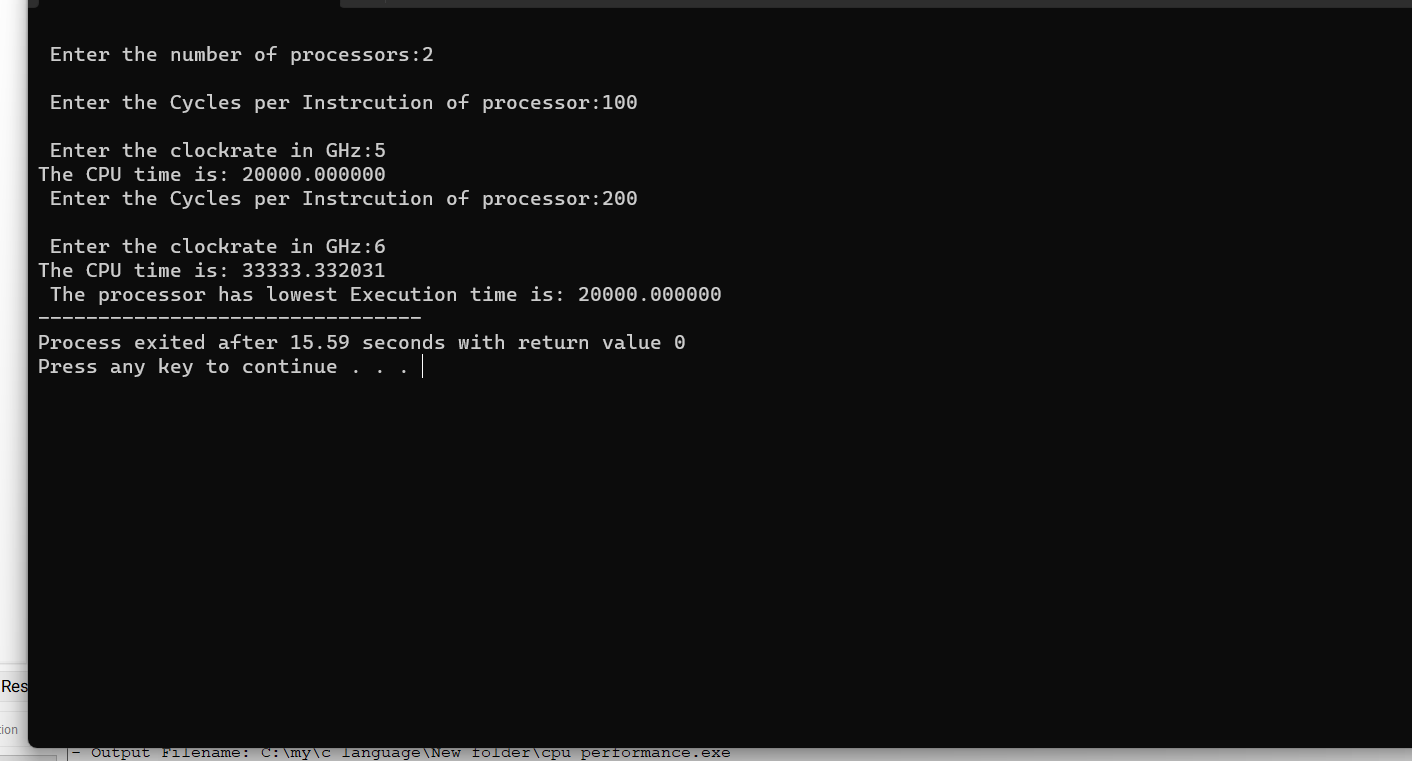 Enter the number of processors:2
Enter the Cycles per Instrcution of processor:100
Enter the clockrate in GHz:5
The CPU time is: 20000.000000
Enter the Cycles per Instrcution of processor:200
Enter the clockrate in GHz:6
The CPU time is: 33333.332031
The processor has lowest Execution time is: 20000.000000
--------------------------------
Process exited after 15.59 seconds with return value 0
Press any key to continue . . .
Res
tion
- Output Filename: C:\my\c language\New folder\cpu performance.exe